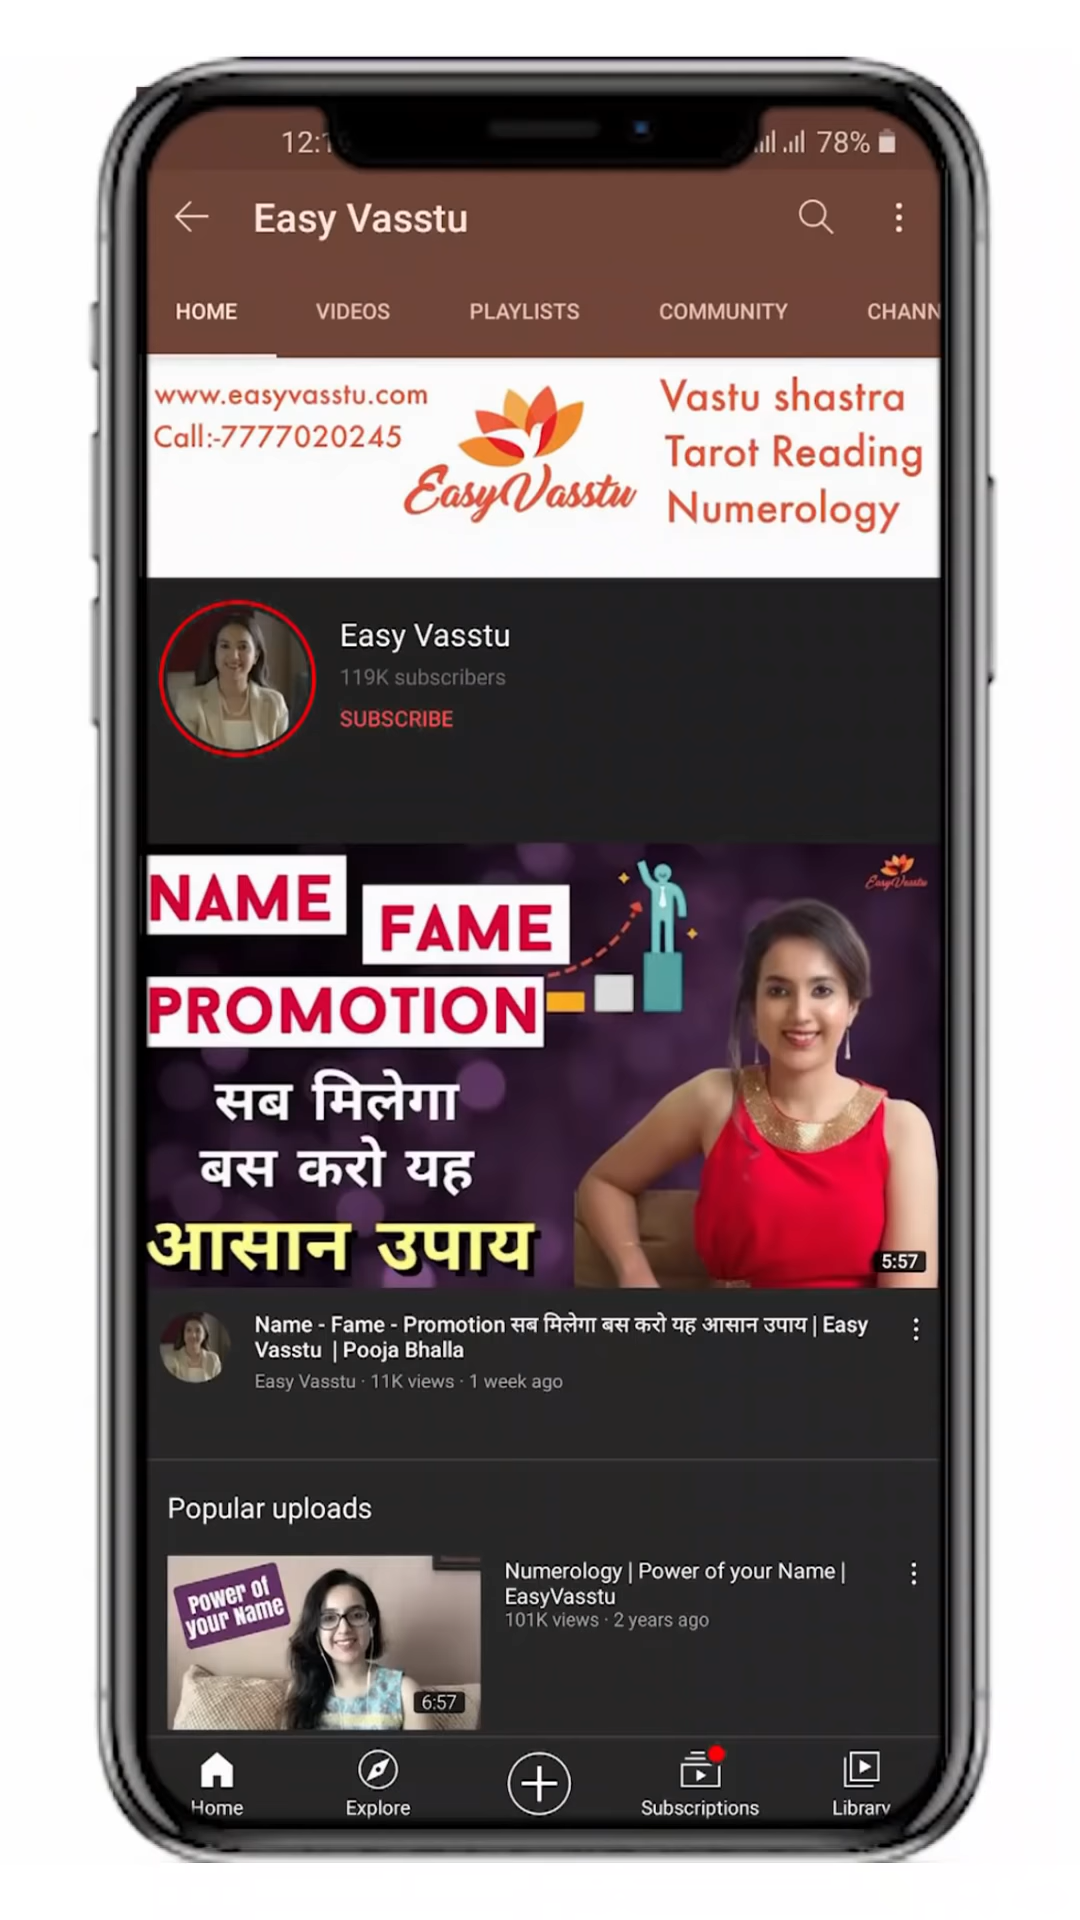 78%
Easy Vasstu
HOME VIDEOS PLAYLISTS COMMUNITY CHANN
www.easyvasstu.com
Call:-7777020245
EasyVasstu
Vastu shastra
Tarot Reading
Numerology
Easy Vasstu
119K subscribers
SUBSCRIBE
NAME
FAME
PROMOTION
सब मिलेगा
बस करो यह
आसान उपाय
EasyVasstu
5:57
Name - Fame - Promotion सब मिलेगा बस करो यह आसान उपाय | Easy
Vasstu | Pooja Bhalla
Easy Vasstu · 11K views · 1 week ago
Popular uploads
Power of
your Name
6:57
Numerology | Power of your Name |
EasyVasstu
101K views · 2 years ago
Home Explore Subscriptions Library